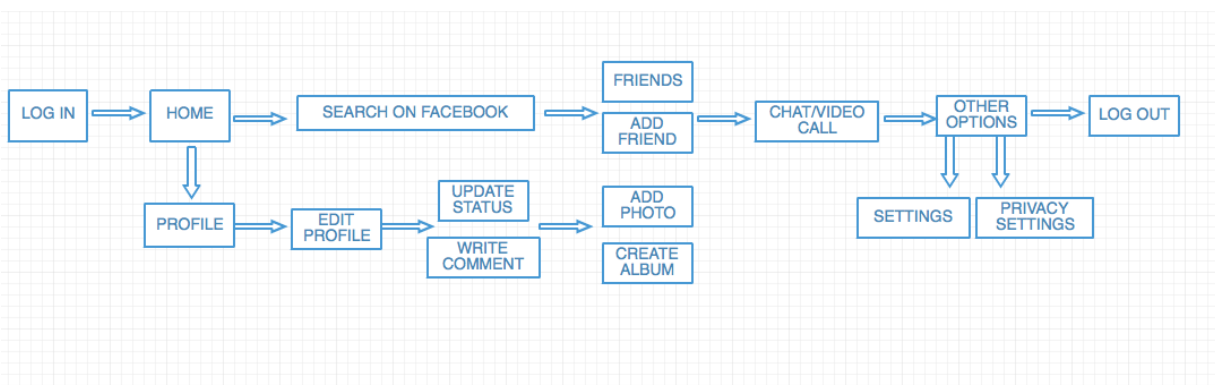 LOG IN
HOME
SEARCH ON FACEBOOK
FRIENDS
ADD
FRIEND
CHAT/VIDEO
CALL
OTHER
OPTIONS
LOG OUT
SETTINGS
PRIVACY
SETTINGS
PROFILE
EDIT
PROFILE
UPDATE
STATUS
WRITE
COMMENT
ADD
PHOTO
CREATE
ALBUM